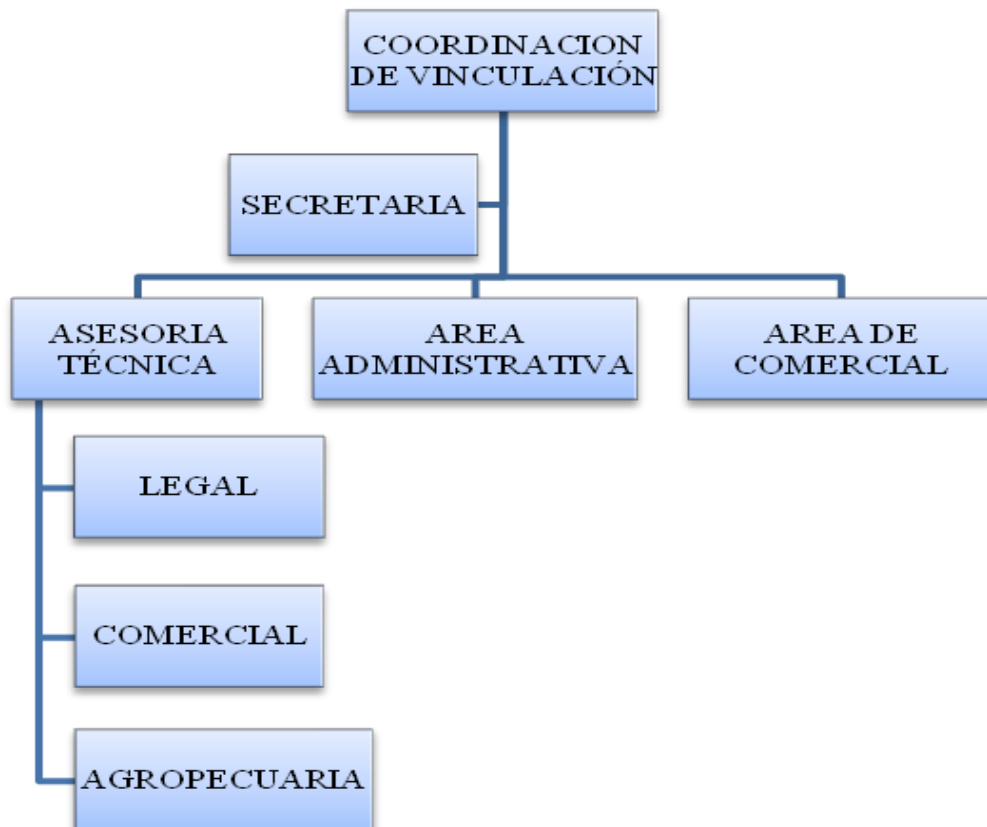 COORDINACION
DE VINCULACIÓN
SECRETARIA
ASESORIA
TÉCNICA
AREA
ADMINISTRATIVA
AREA DE
COMERCIAL
LEGAL
COMERCIAL
AGROPECUARIA